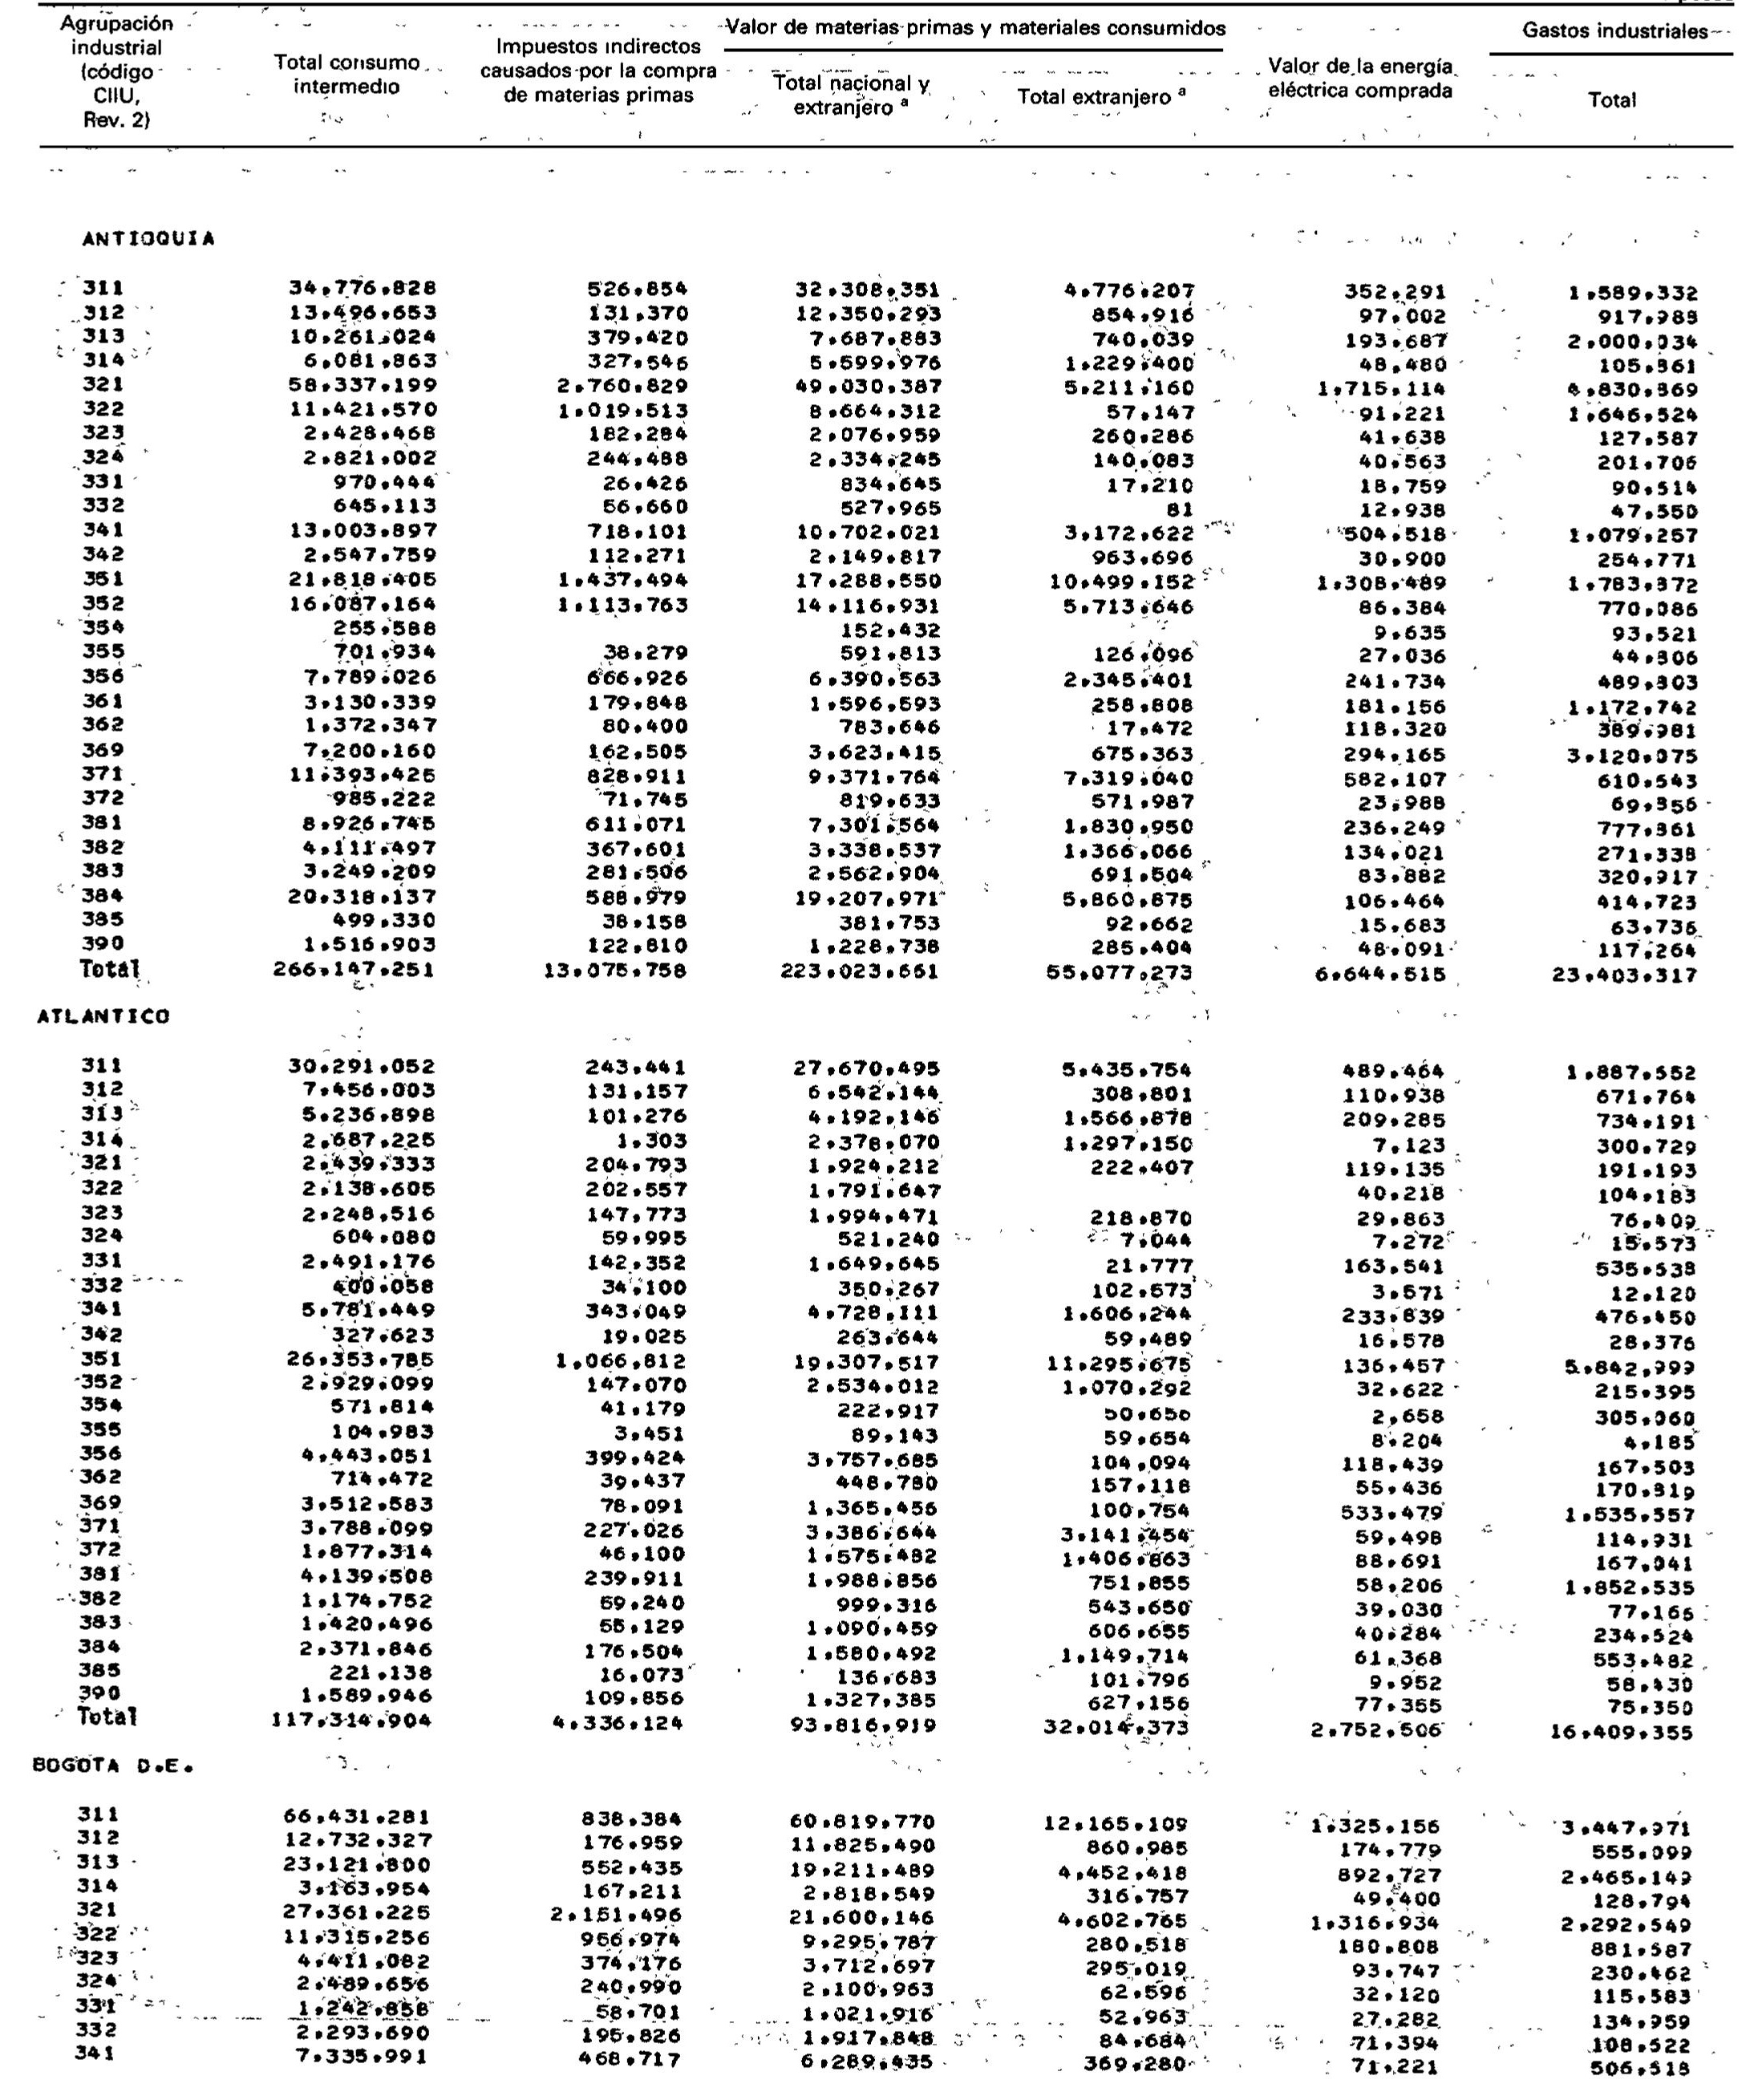 Agrupación industrial (código CIIU, Rev. 2) Total consumo intermedio Impuestos indirectos causados por la compra de materias primas Valor de materias primas y materiales consumidos Valor de la energía eléctrica comprada Gastos industriales
Total nacional y extranjero a Total extranjero a Total
ANTIOQUIA
311 34.776.828 526.854 32.308.351 4.776.207 352.291 1.589.332
312 13.496.653 131.370 12.350.293 854.916 97.002 917.988
313 10.261.024 379.420 7.687.883 740.039 193.687 2.000.034
314 6.081.863 327.546 5.599.976 1.229.400 48.480 105.861
321 58.337.199 2.760.829 49.030.387 5.211.160 1.715.114 4.830.869
322 11.421.570 1.019.513 8.664.312 57.147 91.221 1.646.524
323 2.428.468 182.284 2.076.959 260.286 41.638 127.587
324 2.821.002 244.488 2.334.245 140.083 40.563 201.706
331 970.444 26.426 834.645 17.210 18.759 90.514
332 645.113 56.660 527.965 81 12.938 47.550
341 13.003.897 718.101 10.702.021 3.172.622 504.518 1.079.257
342 2.547.759 112.271 2.149.817 963.696 30.900 254.771
351 21.818.405 1.437.494 17.288.550 10.499.152 1.308.489 1.783.872
352 16.087.164 1.113.763 14.116.931 5.713.646 86.384 770.086
354 255.588 152.432 9.635 93.521
355 701.934 38.279 591.813 126.096 27.036 44.806
356 7.789.026 666.926 6.390.563 2.345.401 241.734 489.803
361 3.130.339 179.848 1.596.593 258.808 181.156 1.172.742
362 1.372.347 80.400 783.646 17.472 118.320 389.981
369 7.200.160 162.505 3.623.415 675.363 294.165 3.120.075
371 11.393.425 828.911 9.371.764 7.319.040 582.107 610.643
372 985.222 71.745 819.633 571.987 23.988 69.856
381 8.926.745 611.071 7.301.564 1.830.950 236.249 777.861
382 4.111.497 367.601 3.338.537 1.366.066 134.021 271.338
383 3.249.209 281.506 2.562.904 691.504 83.882 320.917
384 20.318.137 588.979 19.207.971 5.860.875 106.464 414.723
385 499.330 38.158 381.753 92.662 15.683 63.736
390 1.516.903 122.810 1.228.738 285.404 48.091 117.264
Total 266.147.251 13.075.758 223.023.661 55.077.273 6.644.515 23.403.317
ATLANTICO
311 30.291.052 243.441 27.670.495 5.435.754 489.464 1.887.652
312 7.456.003 131.157 6.542.144 308.801 110.938 671.764
313 5.236.898 101.276 4.192.146 1.566.878 209.285 734.191
314 2.687.225 1.303 2.378.070 1.297.150 7.123 300.729
321 2.439.333 204.793 1.924.212 222.407 119.135 191.193
322 2.138.605 202.557 1.791.647 40.218 104.183
323 2.248.516 147.773 1.994.471 218.870 29.863 76.409
324 604.080 59.995 521.240 7.044 7.272 15.573
331 2.491.176 142.352 1.649.645 21.777 163.541 535.638
332 400.058 34.100 350.267 102.573 3.571 12.120
341 5.781.449 343.049 4.728.111 1.606.244 233.839 476.450
342 327.623 19.025 263.644 59.489 16.578 28.376
351 26.353.785 1.066.812 19.307.517 11.295.675 136.457 5.842.999
352 2.929.099 147.070 2.534.012 1.070.292 32.622 215.395
354 571.814 41.179 222.917 50.656 2.658 305.060
355 104.983 3.451 89.143 59.654 8.204 4.185
356 4.443.051 399.424 3.757.685 104.094 118.439 167.503
362 714.472 39.437 448.780 157.118 55.436 170.819
369 3.512.583 78.091 1.365.456 100.754 533.479 1.535.557
371 3.788.099 227.026 3.386.644 3.141.454 59.498 114.931
372 1.877.314 46.100 1.575.482 1.406.863 88.691 167.041
381 4.139.508 239.911 1.988.856 751.855 58.206 1.852.535
382 1.174.752 59.240 999.316 543.650 39.030 77.166
383 1.420.496 55.129 1.090.459 606.655 40.284 234.624
384 2.371.846 176.504 1.580.492 1.149.714 61.368 553.482
385 221.138 16.073 136.683 101.796 9.952 58.430
390 1.589.946 109.856 1.327.385 627.156 77.355 75.350
Total 117.314.904 4.336.124 93.816.919 32.014.373 2.752.506 16.409.355
BOGOTA D.E.
311 66.431.281 838.384 60.819.770 12.165.109 1.325.156 3.447.971
312 12.732.327 176.959 11.825.490 860.985 174.779 555.099
313 23.121.800 552.435 19.211.489 4.452.418 892.727 2.465.149
314 3.163.954 167.211 2.818.549 316.757 49.400 128.794
321 27.361.225 2.151.496 21.600.146 4.602.765 1.316.934 2.292.649
322 11.315.256 956.974 9.295.787 280.518 180.808 881.687
323 4.411.082 374.176 3.712.697 295.019 93.747 230.462
324 2.489.656 240.990 2.100.963 62.596 32.120 115.583
331 1.242.858 58.701 1.021.916 52.963 27.282 134.959
332 2.293.690 195.826 1.917.848 84.684 71.394 108.622
341 7.335.991 468.717 6.289.435 369.280 71.221 506.618